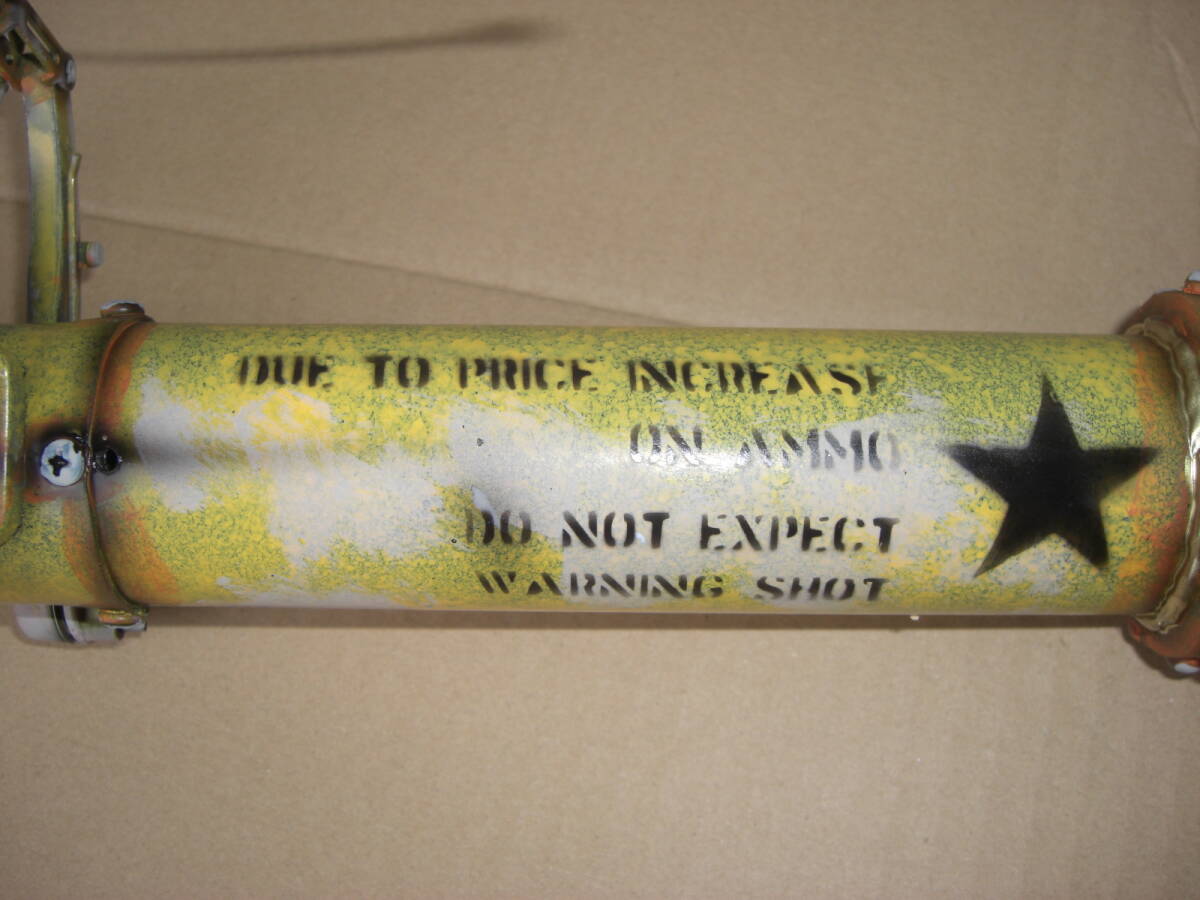 DUE TO PRICE INCREASE
ON AMMO
DO NOT EXPECT
WARNING SHOT